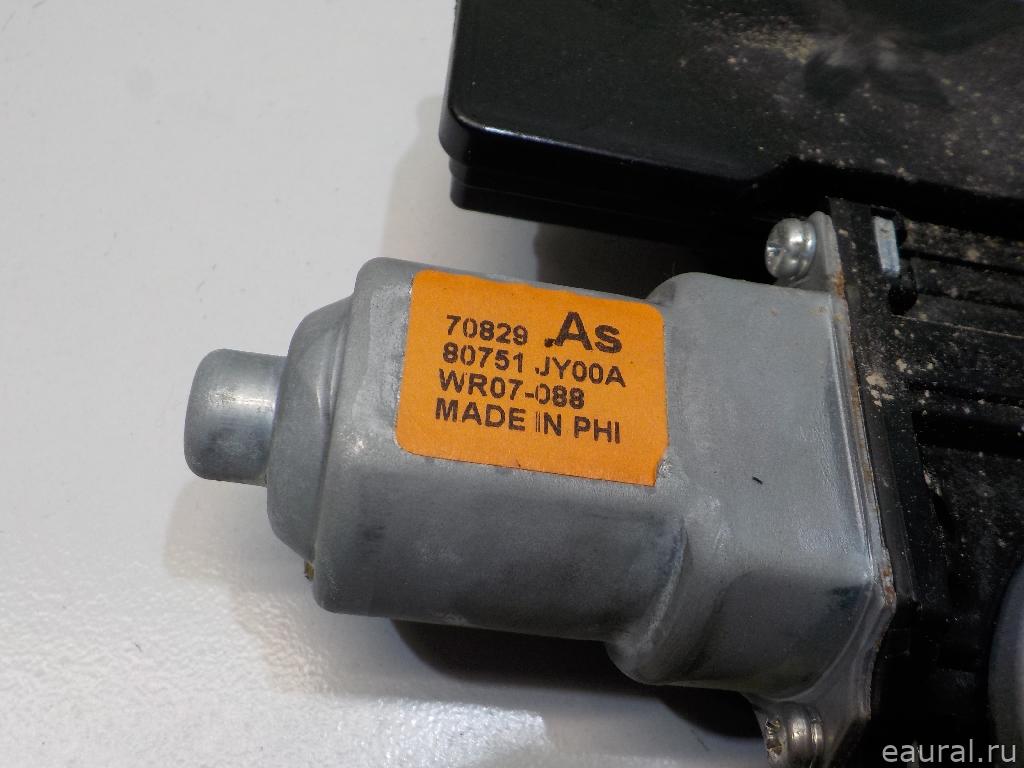 70829 As
80751 JY00A
WR07-088
MADE IN PHI
eaural.ru